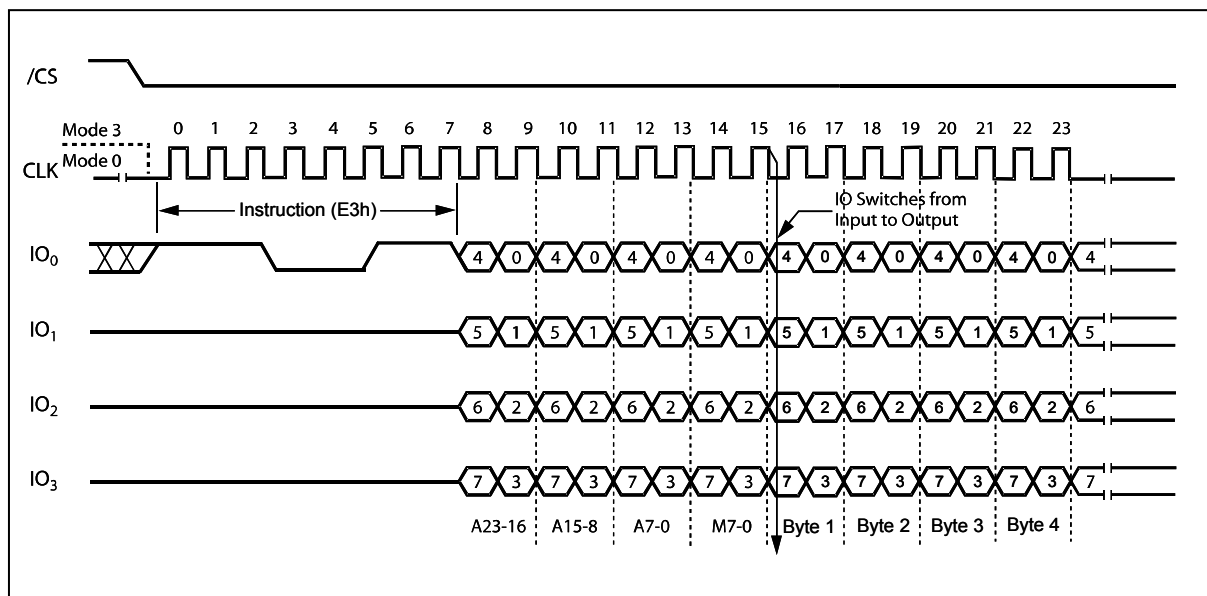 /CS
Mode 3
0 1 2 3 4 5 6 7 8 9 10 11 12 13 14 15 16 17 18 19 20 21 22 23
CLK
Mode 0
Instruction (E3h)
IO Switches from
Input to Output
IO0
4 0 4 0 4 0 4 0 4 0 4 0 4 0 4 0 4
IO1
5 1 5 1 5 1 5 1 5 1 5 1 5 1 5 1 5
IO2
6 2 6 2 6 2 6 2 6 2 6 2 6 2 6 2 6
IO3
7 3 7 3 7 3 7 3 7 3 7 3 7 3 7 3 7
A23-16 A15-8 A7-0 M7-0 Byte 1 Byte 2 Byte 3 Byte 4